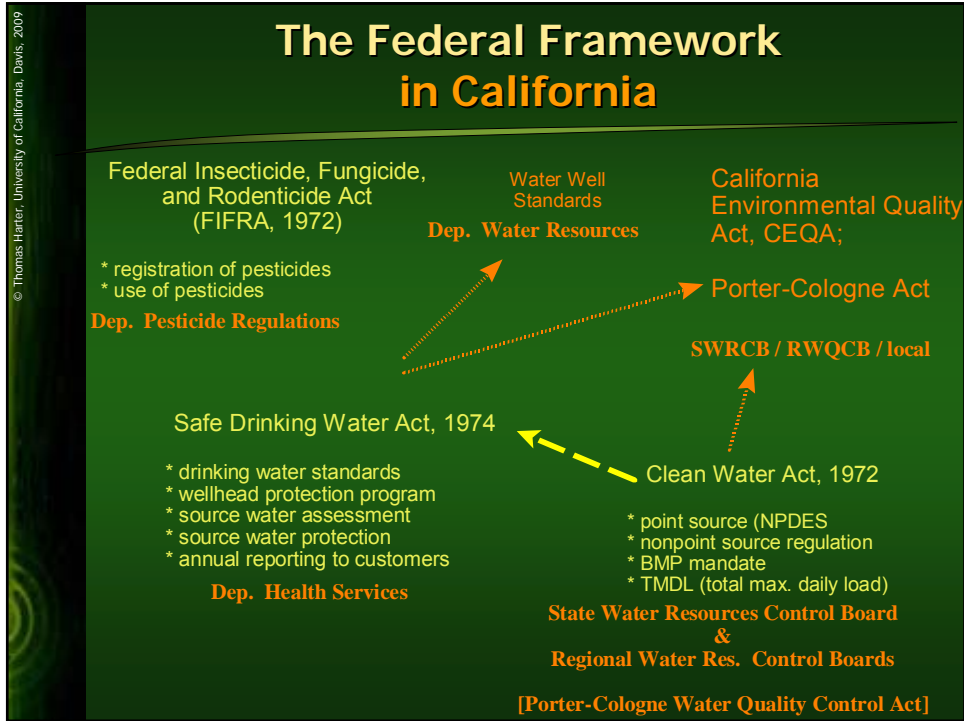 © Thomas Harter, University of California, Davis, 2009
The Federal Framework
in California
Federal Insecticide, Fungicide,
and Rodenticide Act
(FIFRA, 1972)
* registration of pesticides
* use of pesticides
Dep. Pesticide Regulations
Water Well
Standards
Dep. Water Resources
California
Environmental Quality
Act, CEQA;
Porter-Cologne Act
SWRCB / RWQCB / local
Safe Drinking Water Act, 1974
* drinking water standards
* wellhead protection program
* source water assessment
* source water protection
* annual reporting to customers
Dep. Health Services
Clean Water Act, 1972
* point source (NPDES
* nonpoint source regulation
* BMP mandate
* TMDL (total max. daily load)
State Water Resources Control Board
&
Regional Water Res. Control Boards
[Porter-Cologne Water Quality Control Act]